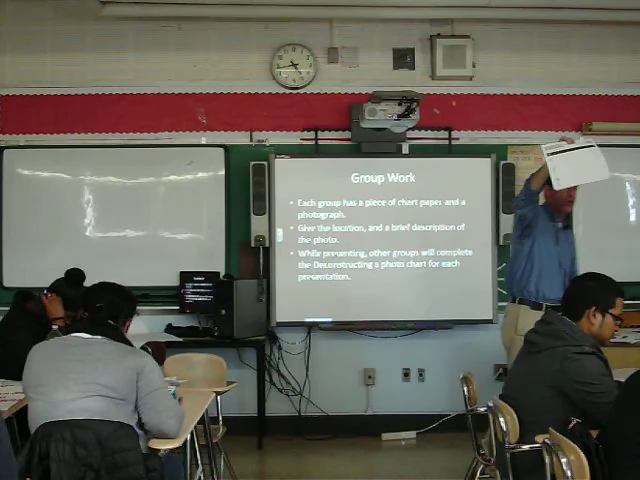 Group Work
• Each group has a piece of chart paper and a
photograph.
• Give the location, and a brief description of
the photo.
• While presenting, other groups will complete
the Deconstructing a photo chart for each
presentation.